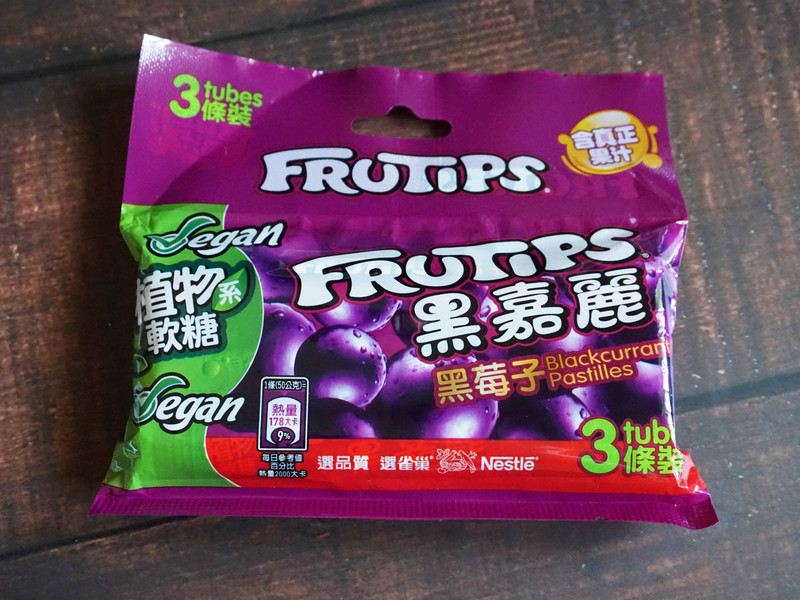 3 tubes
條裝
含真正
果汁
FRUTIPS
Vegan
植物系
軟糖
Vegan
FRUTIPS
黑嘉麗
黑莓子 Blackcurrant
Pastilles
1條(50公克)=
熱量
178大卡
9%
每日參考值
百分比
熱量2000大卡
選品質 選雀巢 Nestlé
3 tube
條裝